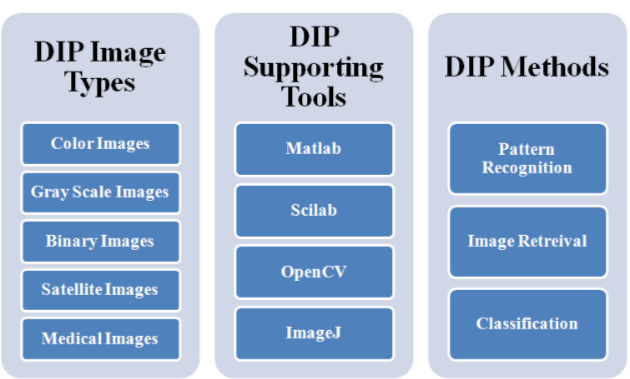 DIP Image
Types
Color Images
Gray Scale Images
Binary Images
Satellite Images
Medical Images
DIP
Supporting
Tools
Matlab
Scilab
OpenCV
ImageJ
DIP Methods
Pattern
Recognition
Image Retreival
Classification